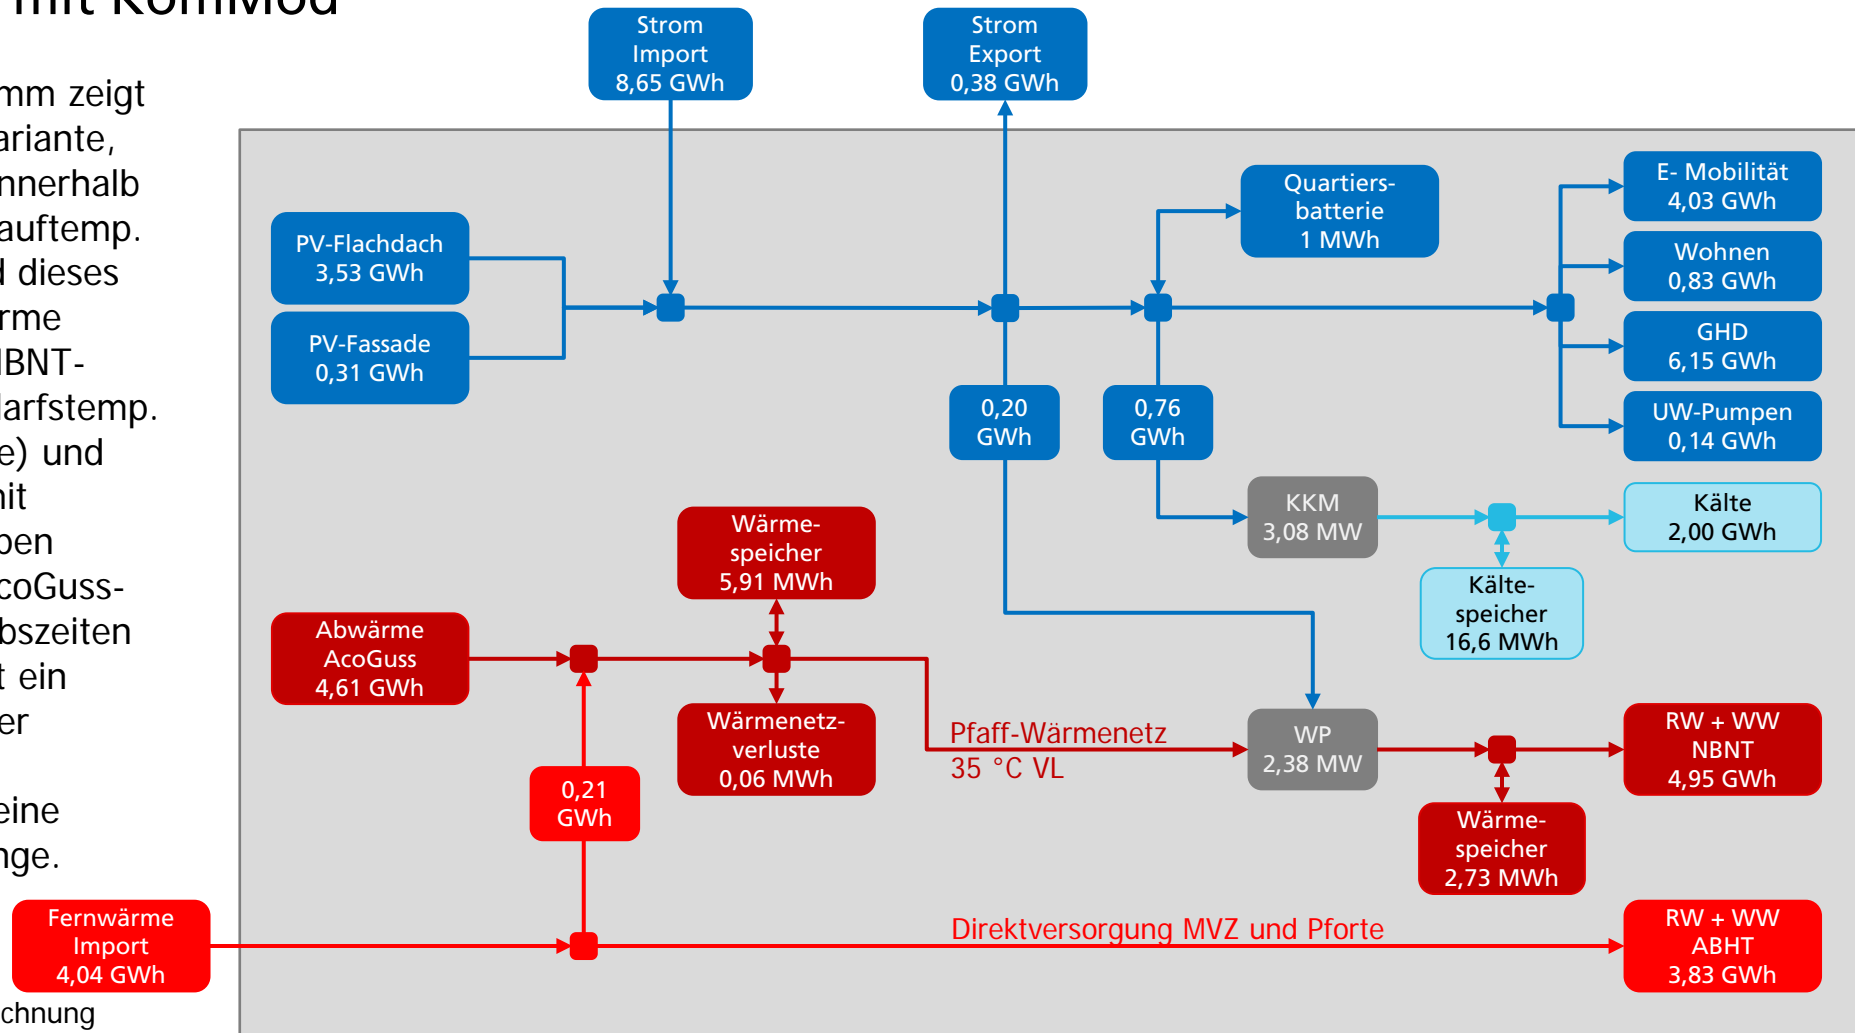 mit KomMod
mm zeigt
ariante,
nnerhalb
auftemp.
d dieses
rme
NBNT-
larfstemp.
e) und
nit
pen
coGuss-
bszeiten
t ein
er
eine
nge.
chnung
Strom
Import
8,65 GWh
Strom
Export
0,38 GWh
PV-Flachdach
3,53 GWh
PV-Fassade
0,31 GWh
Quartiers-
batterie
1 MWh
E- Mobilität
4,03 GWh
Wohnen
0,83 GWh
GHD
6,15 GWh
UW-Pumpen
0,14 GWh
0,20
GWh
0,76
GWh
KKM
3,08 MW
Kälte
2,00 GWh
Kälte-
speicher
16,6 MWh
Wärme-
speicher
5,91 MWh
Abwärme
AcoGuss
4,61 GWh
Wärmenetz-
verluste
0,06 MWh
Pfaff-Wärmenetz
35 °C VL
WP
2,38 MW
RW + WW
NBNT
4,95 GWh
Wärme-
speicher
2,73 MWh
0,21
GWh
Fernwärme
Import
4,04 GWh
Direktversorgung MVZ und Pforte
RW + WW
ABHT
3,83 GWh